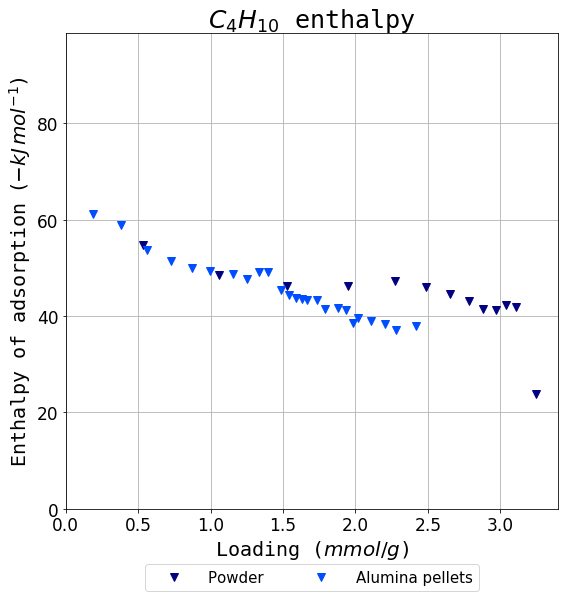 C₄H₁₀ enthalpy
Enthalpy of adsorption (−kJ mol⁻¹)
80
60
40
20
0
0.0 0.5 1.0 1.5 2.0 2.5 3.0
Loading (mmol/g)
Powder Alumina pellets